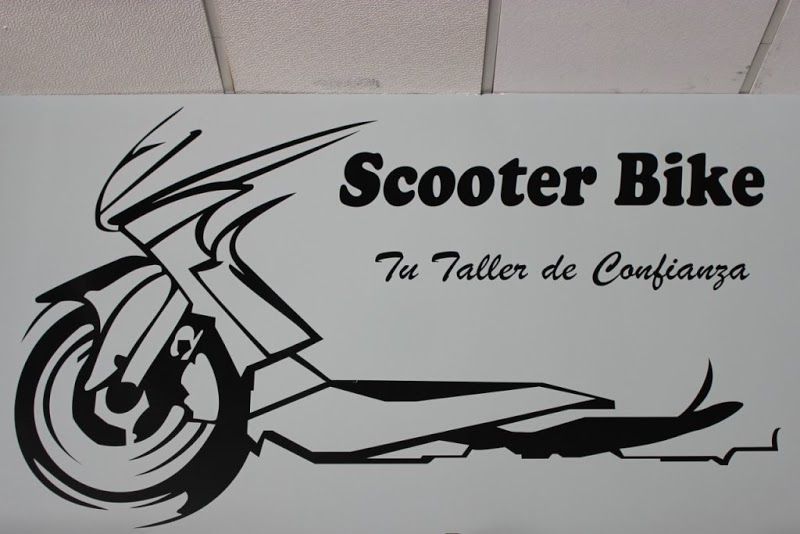 Scooter Bike
Tu Taller de Confianza